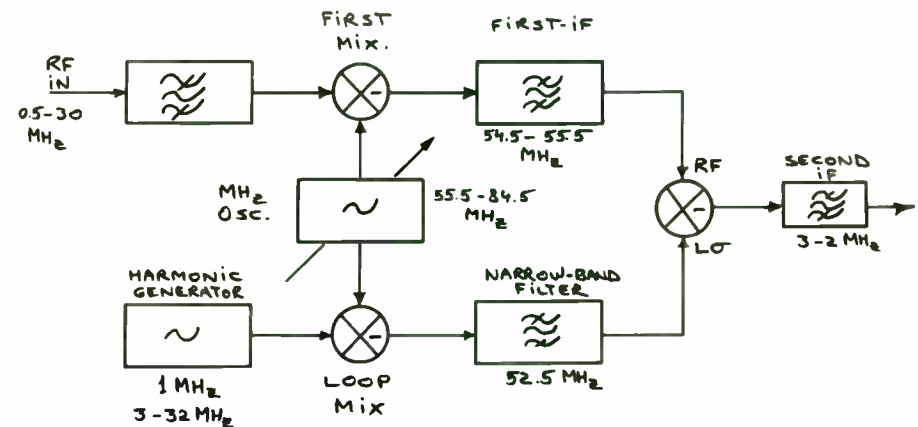 FiRST
MiX.
FiRST-iF
RF
iN
0.5-30
MHz
54.5-55.5
MHz
MHz
OSC.
55.5-84.5
MHz
RF
LO
SECOND
iF
3-2 MHz
HARMONIC
GENERATOR
1 MHz
3-32 MHz
LOOP
MiX
NARROW-BAND
FiLTER
52.5 MHz